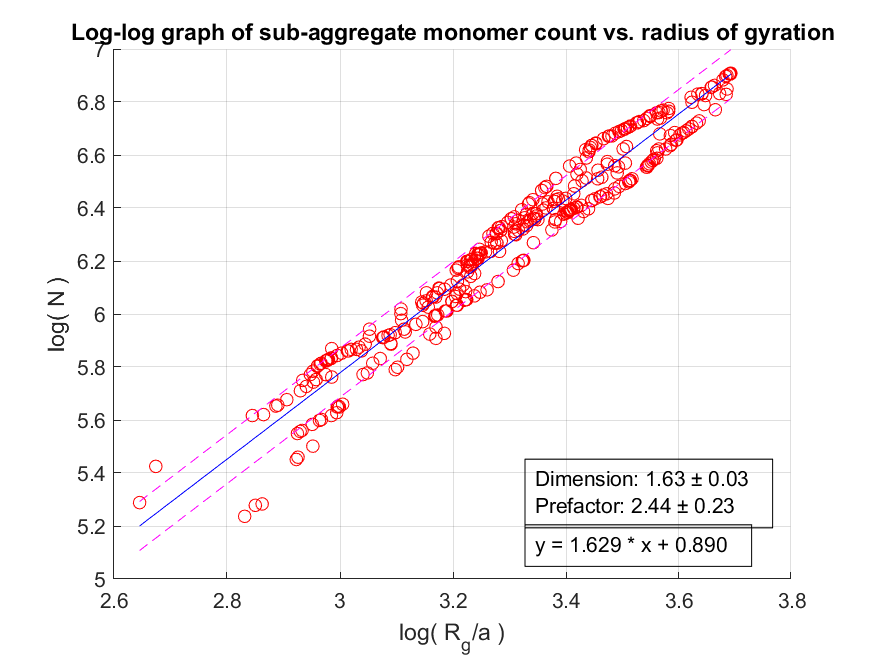 Log-log graph of sub-aggregate monomer count vs. radius of gyration
7
6.8
6.6
6.4
6.2
6
5.8
5.6
5.4
5.2
5
log( N )
Dimension: 1.63 ± 0.03
Prefactor: 2.44 ± 0.23
y = 1.629 * x + 0.890
2.6 2.8 3 3.2 3.4 3.6 3.8
log( R_g/a )